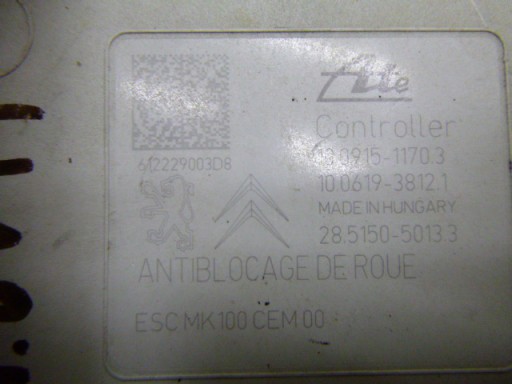 Ate
Controller
612229003D8
10.0915-1170.3
10.0619-3812.1
MADE IN HUNGARY
28.5150-5013.3
ANTIBLOCAGE DE ROUE
ESC MK100 CEM 00